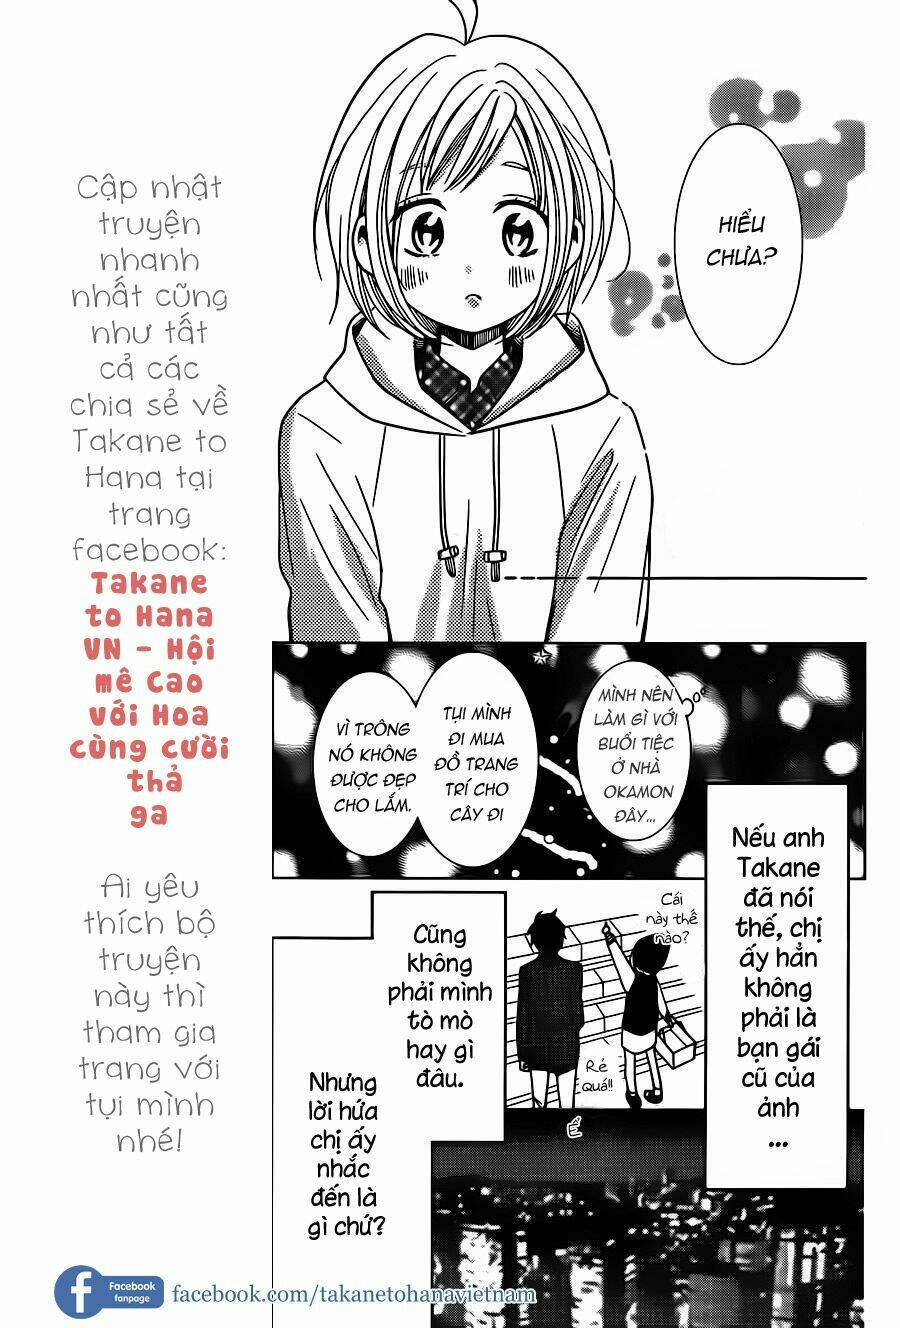 Cập nhật
truyện
nhanh
nhất cũng
như tất
cả các
chia sẻ về
Takane to
Hana tại
trang
facebook:
Takane
to Hana
VN - Hội
mê Cao
với Hoa
cùng cười
thả
ga
Ai yêu
thích bộ
truyện
này thì
tham gia
trang với
tụi mình
nhé!
HIỂU
CHƯA?
MÌNH NÊN
LÀM GÌ VỚI
BUỔI TIỆC
Ở NHÀ
OKAMON
ĐÂY...
TỤI MÌNH
ĐI MUA
ĐỒ TRANG
TRÍ CHO
CÂY ĐI
VÌ TRÔNG
NÓ KHÔNG
ĐƯỢC ĐẸP
CHO LẮM.
Nếu anh
Takane
đã nói
thế, chị
ấy hẳn
không
phải là
bạn gái
cũ của
ảnh
...
Cái
này thế
nào?
Rẻ
quá!!
Ể
Cũng
không
phải mình
tò mò
hay gì
đâu.
Nhưng
lời hứa
chị ấy
nhắc
đến là
gì chứ?
f
Facebook
fanpage
facebook.com/takanetohanavietnam